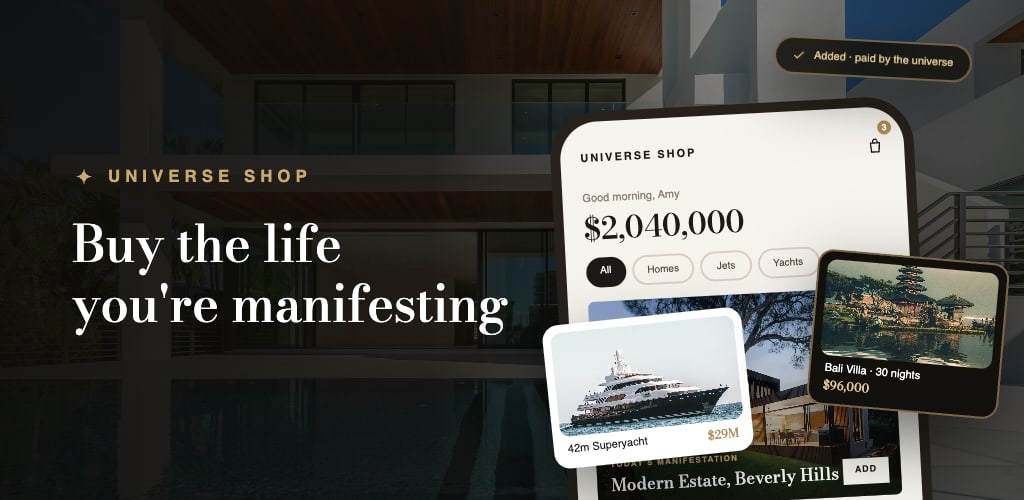 ✦ UNIVERSE SHOP
Buy the life
you're manifesting
✓ Added · paid by the universe
3
UNIVERSE SHOP
Good morning, Amy
$2,040,000
All Homes Jets Yachts
Bali Villa · 30 nights
$96,000
42m Superyacht $29M
TODAY'S MANIFESTATION
Modern Estate, Beverly Hills ADD